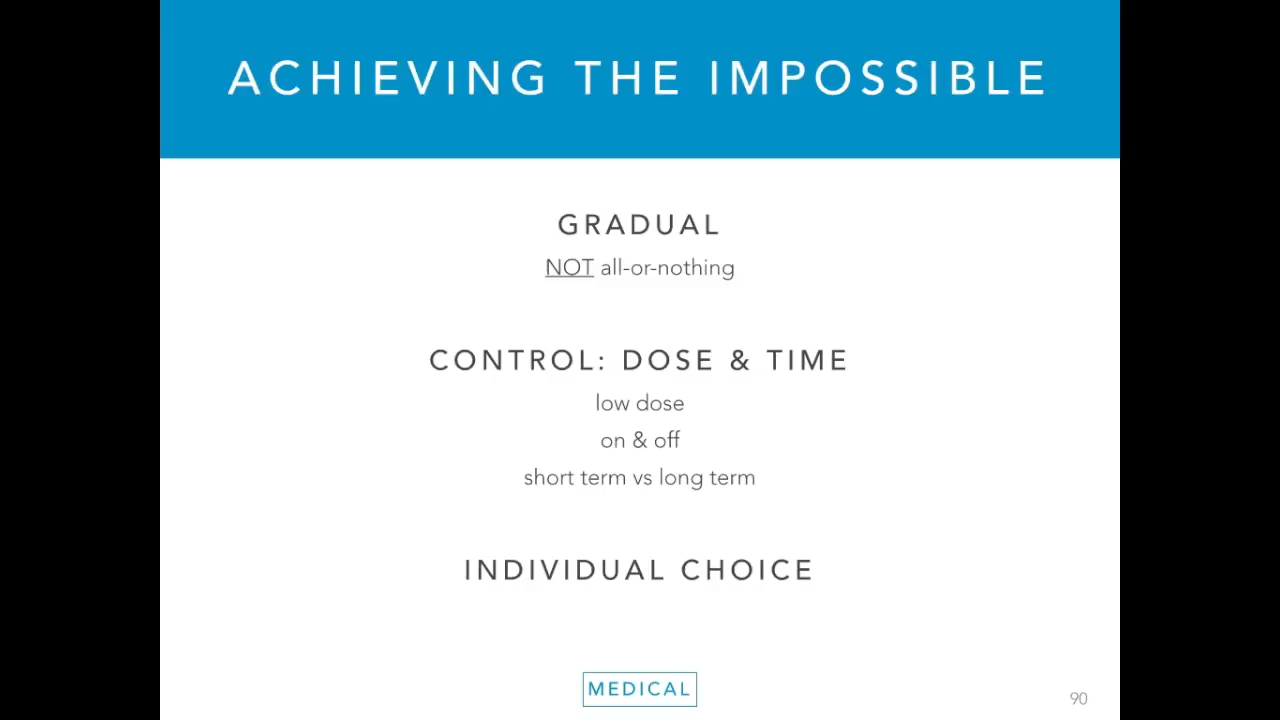 ACHIEVING THE IMPOSSIBLE
GRADUAL
NOT all-or-nothing
CONTROL: DOSE & TIME
low dose
on & off
short term vs long term
INDIVIDUAL CHOICE
MEDICAL
90